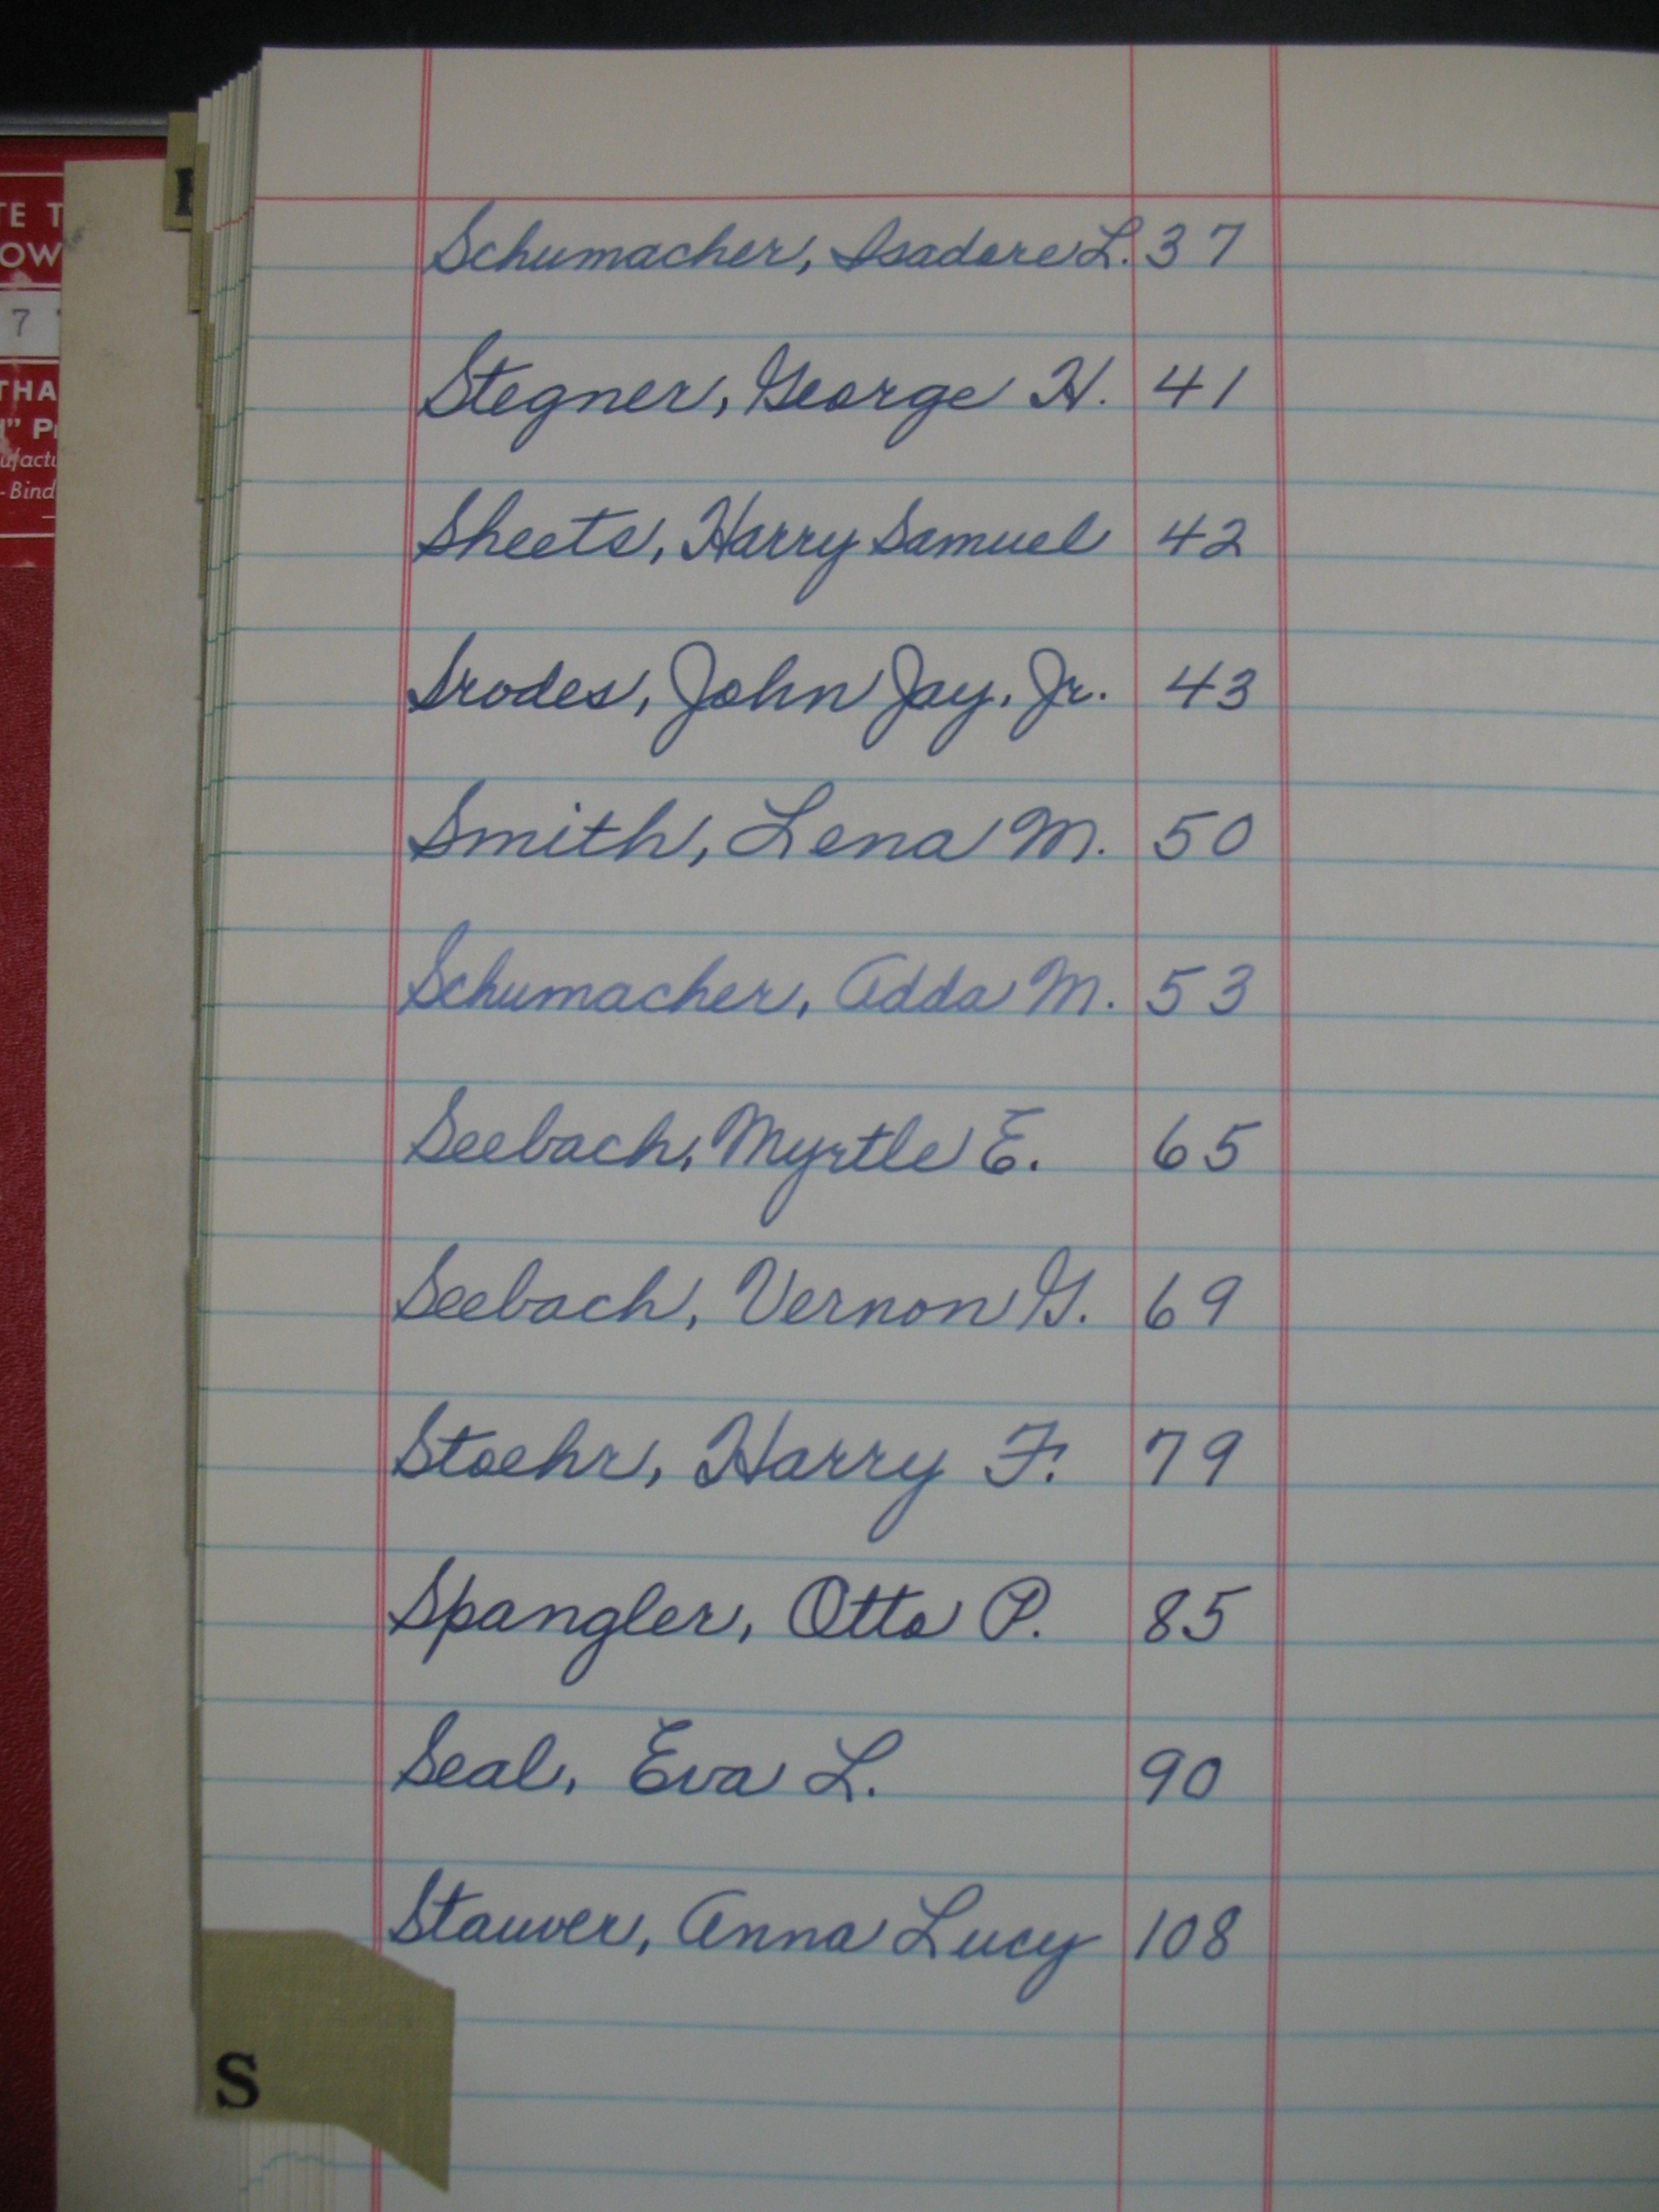 TE T
OW
7
THA
" P
ufactu
-Bind
Schumacher, Isadore L. 37
Stegner, George H. 41
Sheets, Harry Samuel 42
Srodes, John Jay, Jr. 43
Smith, Lena M. 50
Schumacher, Adda M. 53
Seebach, Myrtle E. 65
Seebach, Vernon G. 69
Stoehr, Harry F. 79
Spangler, Otto P. 85
Seal, Eva L. 90
Stauver, Anna Lucy 108
S